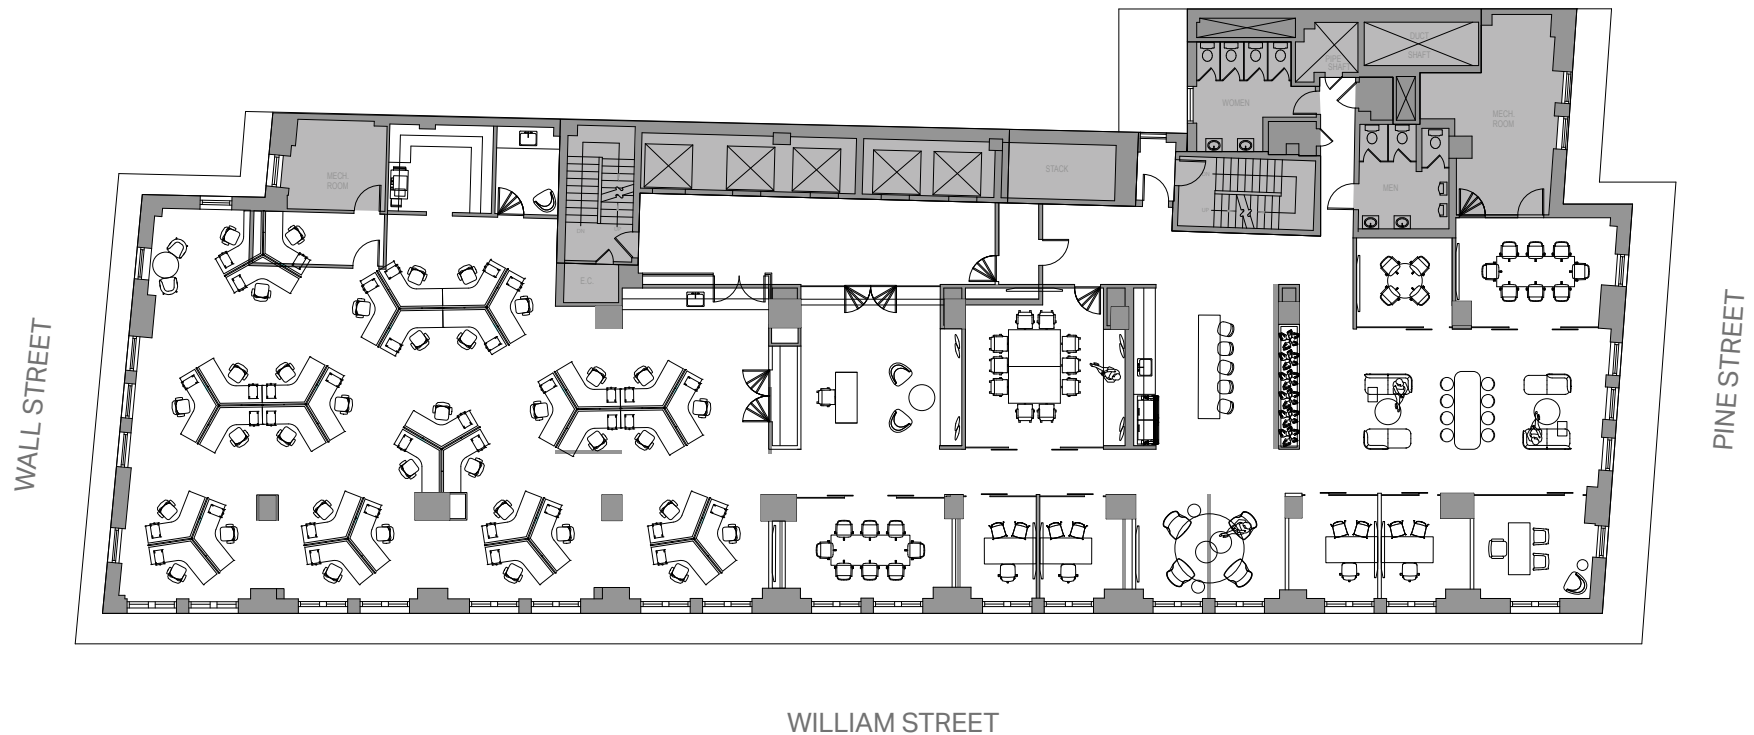 DUCT
SHAFT
PIPE
SHAFT
WOMEN
MECH.
ROOM
STACK
MECH.
ROOM
MEN
E.C.
WALL STREET
PINE STREET
WILLIAM STREET